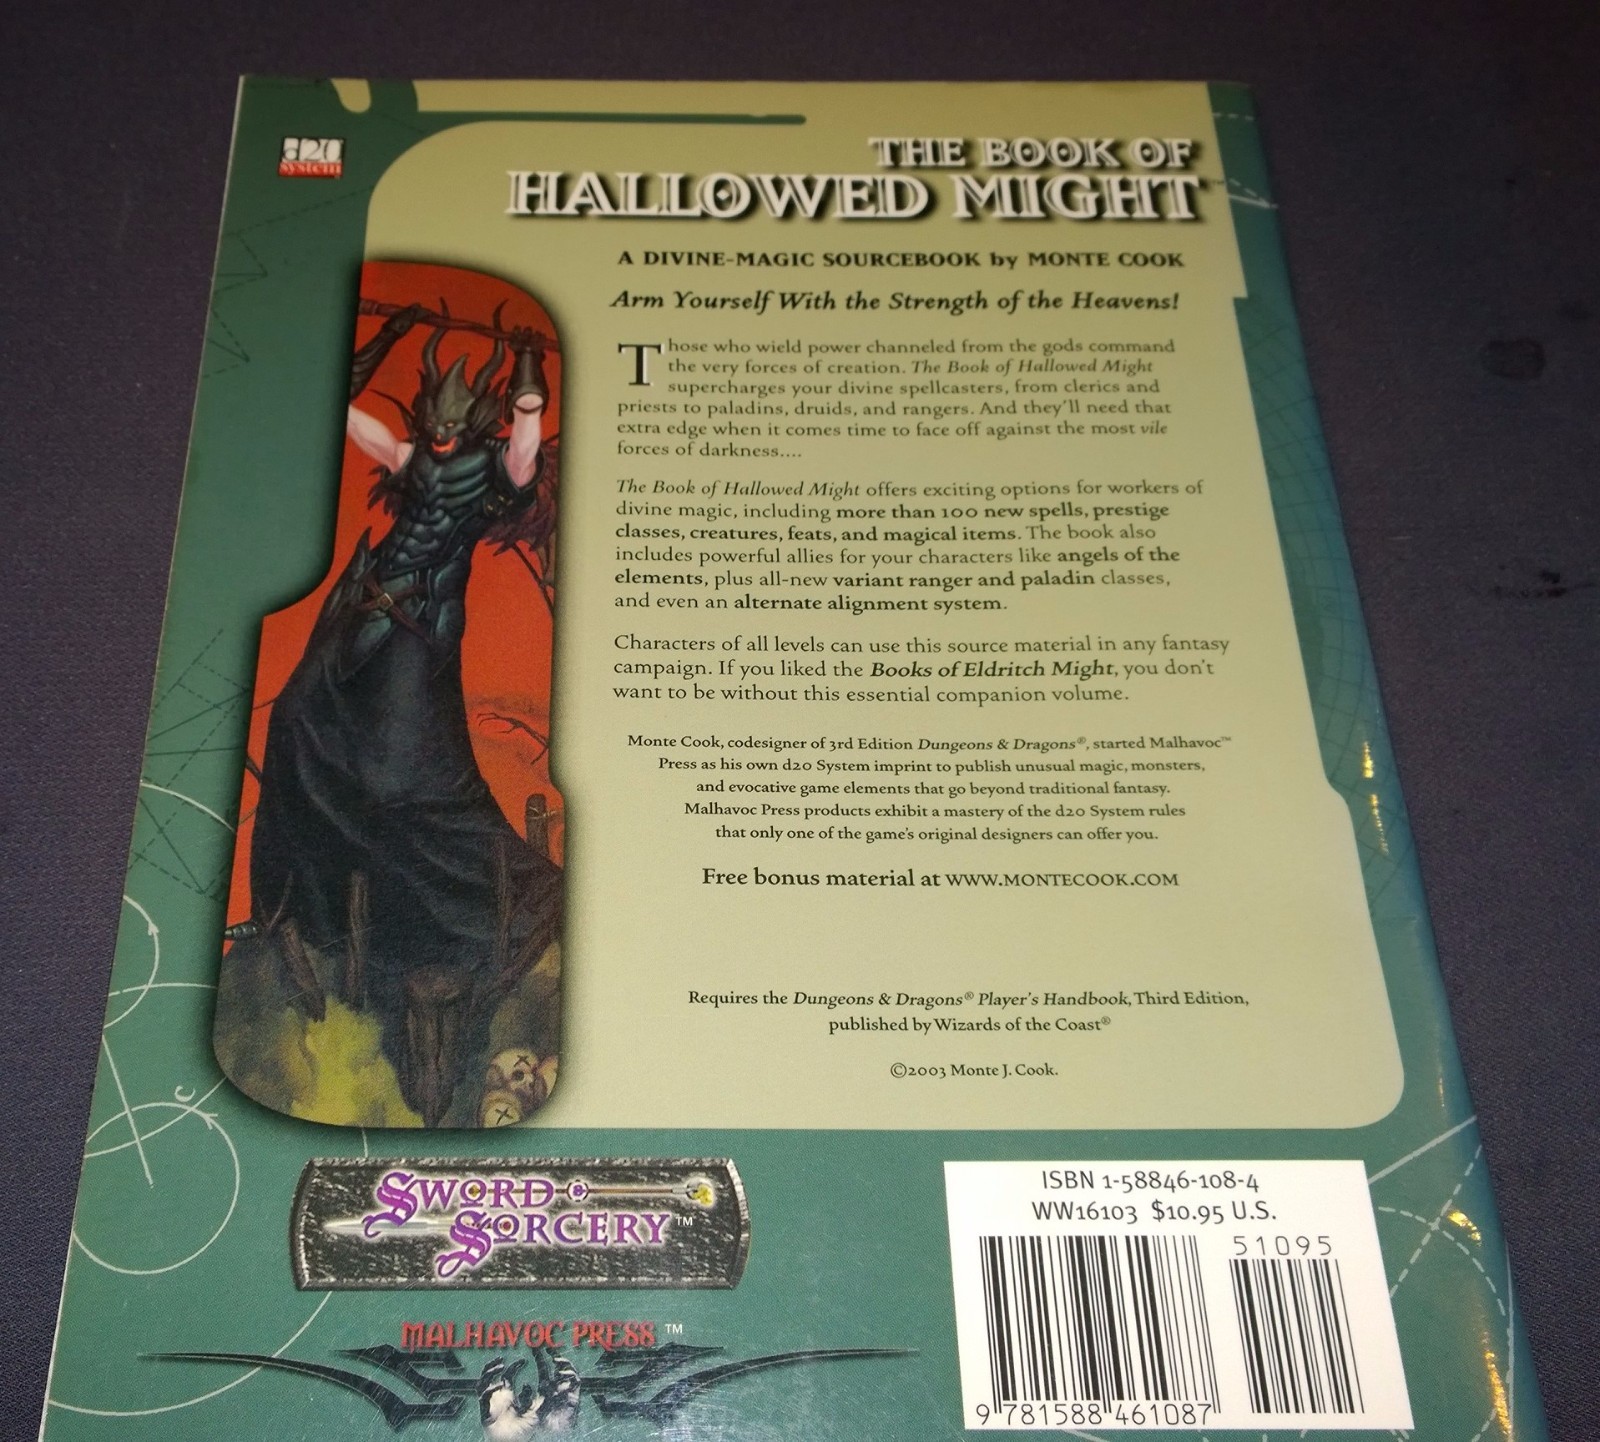 d20
system
THE BOOK OF
HALLOWED MIGHT™
A DIVINE-MAGIC SOURCEBOOK by MONTE COOK
Arm Yourself With the Strength of the Heavens!
Those who wield power channeled from the gods command
the very forces of creation. The Book of Hallowed Might
supercharges your divine spellcasters, from clerics and
priests to paladins, druids, and rangers. And they'll need that
extra edge when it comes time to face off against the most vile
forces of darkness....
The Book of Hallowed Might offers exciting options for workers of
divine magic, including more than 100 new spells, prestige
classes, creatures, feats, and magical items. The book also
includes powerful allies for your characters like angels of the
elements, plus all-new variant ranger and paladin classes,
and even an alternate alignment system.
Characters of all levels can use this source material in any fantasy
campaign. If you liked the Books of Eldritch Might, you don't
want to be without this essential companion volume.
Monte Cook, codesigner of 3rd Edition Dungeons & Dragons®, started Malhavoc™
Press as his own d20 System imprint to publish unusual magic, monsters,
and evocative game elements that go beyond traditional fantasy.
Malhavoc Press products exhibit a mastery of the d20 System rules
that only one of the game's original designers can offer you.
Free bonus material at WWW.MONTECOOK.COM
Requires the Dungeons & Dragons® Player's Handbook, Third Edition,
published by Wizards of the Coast®
©2003 Monte J. Cook.
C
SWORD &
SORCERY™
MALHAVOC PRESS™
ISBN 1-58846-108-4
WW16103 $10.95 U.S.
51095
9 781588 461087